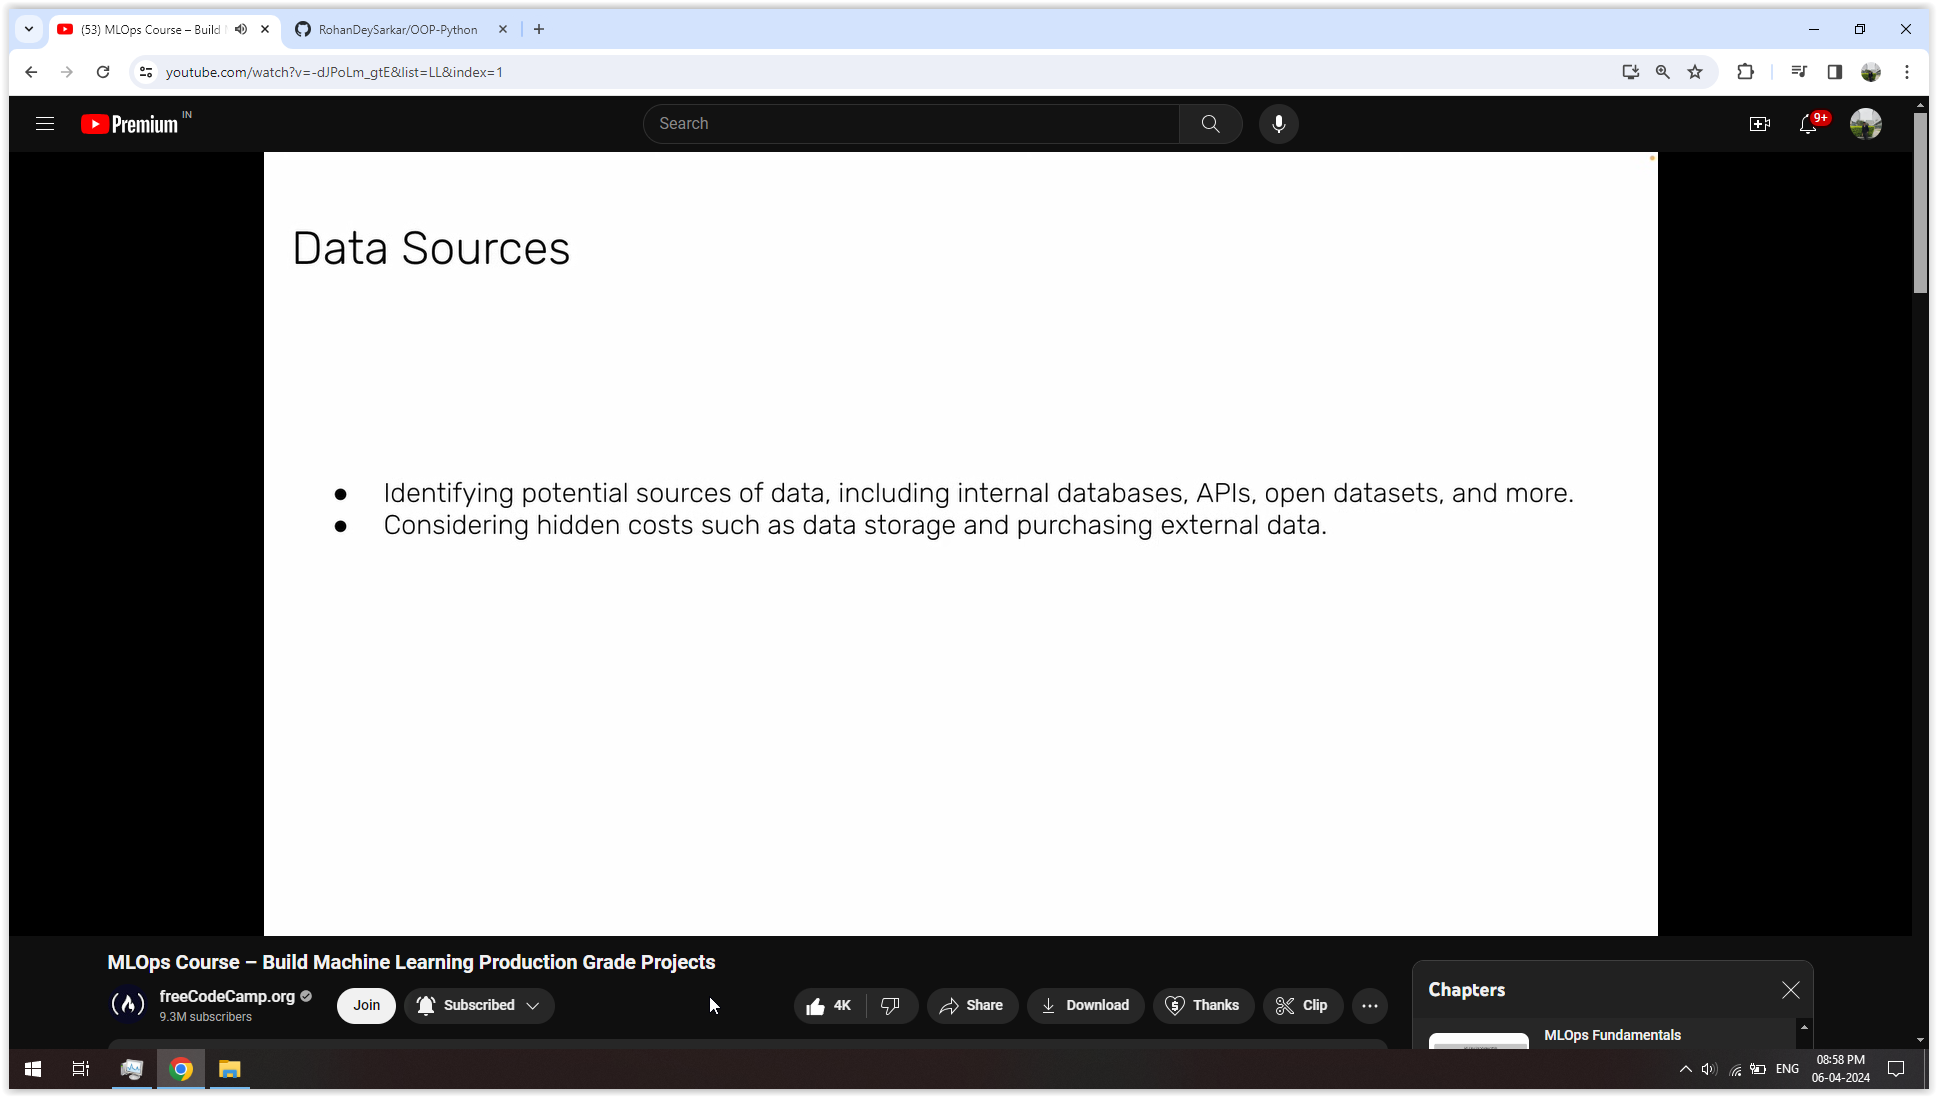 (53) MLOps Course – Build
RohanDeySarkar/OOP-Python
youtube.com/watch?v=-dJPoLm_gtE&list=LL&index=1
Premium IN
Search
9+
Data Sources
● Identifying potential sources of data, including internal databases, APIs, open datasets, and more.
● Considering hidden costs such as data storage and purchasing external data.
MLOps Course – Build Machine Learning Production Grade Projects
freeCodeCamp.org
9.3M subscribers
Join
Subscribed
4K
Share
Download
Thanks
Clip
Chapters
MLOps Fundamentals
ENG
08:58 PM
06-04-2024